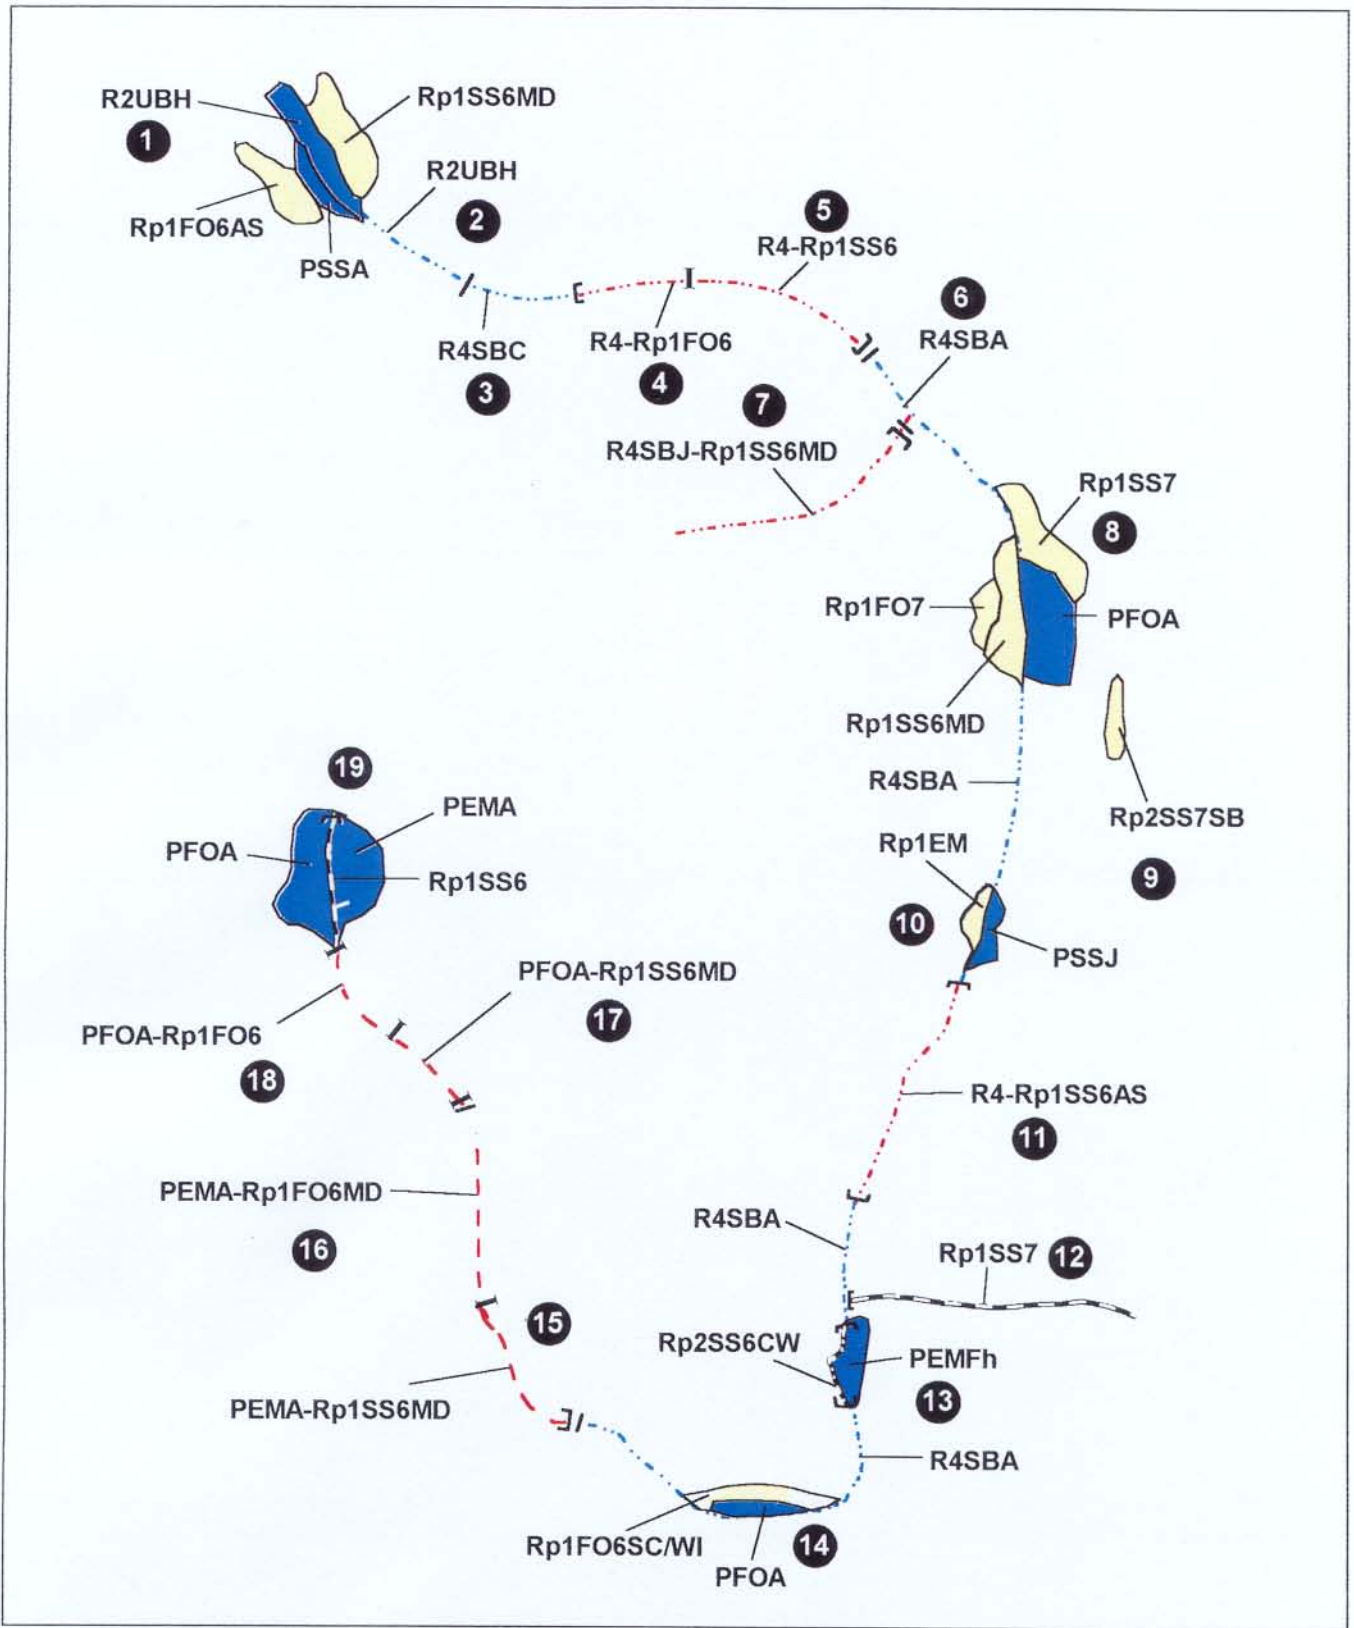 R2UBH
1
Rp1SS6MD
R2UBH
2
Rp1FO6AS
PSSA
5
R4-Rp1SS6
6
R4SBA
R4SBC
3
R4-Rp1FO6
4
7
R4SBJ-Rp1SS6MD
Rp1SS7
8
Rp1FO7
PFOA
Rp1SS6MD
R4SBA
Rp2SS7SB
9
19
PEMA
PFOA
Rp1SS6
Rp1EM
10
PSSJ
PFOA-Rp1SS6MD
17
PFOA-Rp1FO6
18
R4-Rp1SS6AS
11
PEMA-Rp1FO6MD
16
R4SBA
Rp1SS7
12
15
Rp2SS6CW
PEMFh
13
PEMA-Rp1SS6MD
R4SBA
Rp1FO6SC/WI
14
PFOA